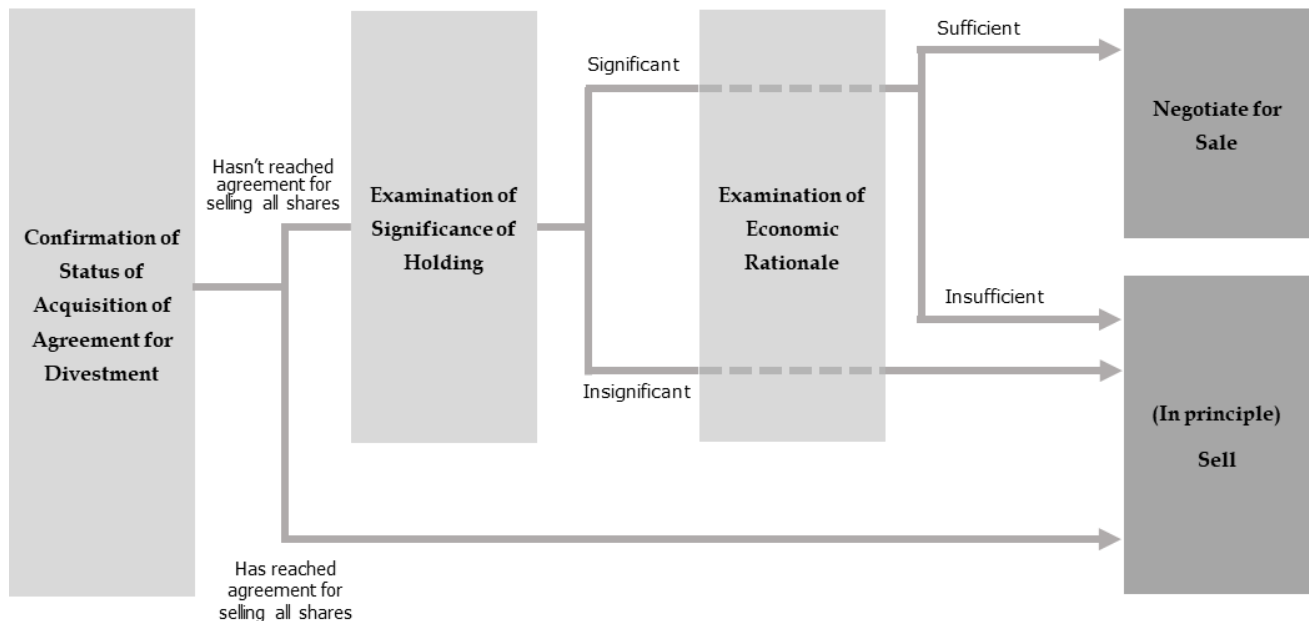 Confirmation of
Status of
Acquisition of
Agreement for
Divestment
Hasn't reached
agreement for
selling all shares
Has reached
agreement for
selling all shares
Examination of
Significance of
Holding
Significant
Insignificant
Examination of
Economic
Rationale
Sufficient
Insufficient
Negotiate for
Sale
(In principle)
Sell